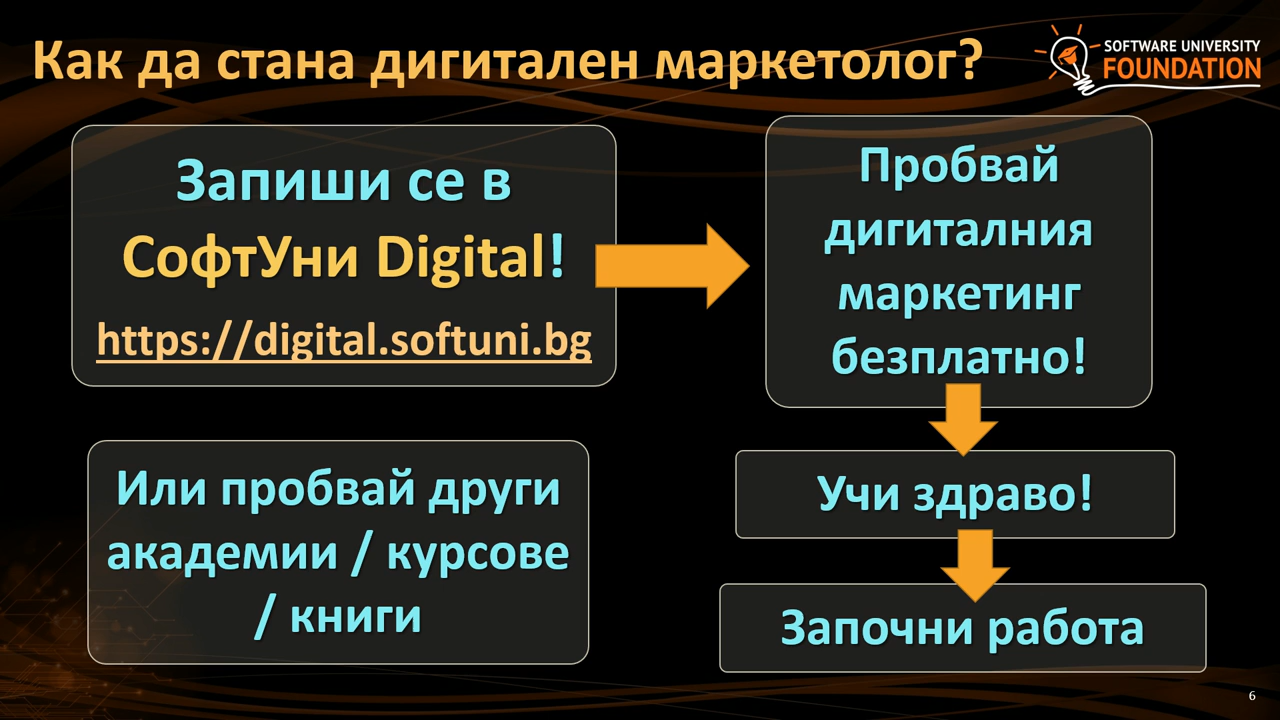 Как да стана дигитален маркетолог?
SOFTWARE UNIVERSITY
FOUNDATION
Запиши се в
СофтУни Digital!
https://digital.softuni.bg
Пробвай
дигиталния
маркетинг
безплатно!
Или пробвай други
академии / курсове
/ книги
Учи здраво!
Започни работа
6